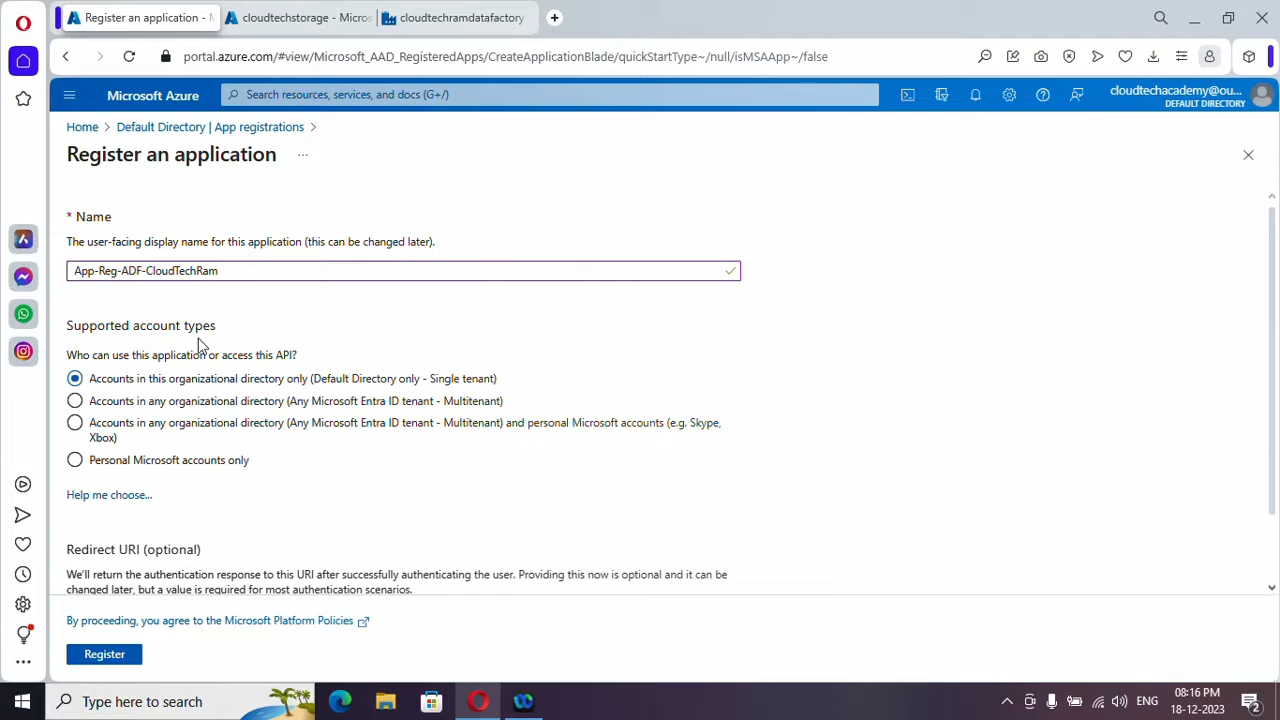 Register an application - M
cloudtechstorage - Micros
cloudtechramdatafactory
portal.azure.com/#view/Microsoft_AAD_RegisteredApps/CreateApplicationBlade/quickStartType~/null/isMSAApp~/false
Microsoft Azure
Search resources, services, and docs (G+/)
cloudtechacademy@ou...
DEFAULT DIRECTORY
Home > Default Directory | App registrations >
Register an application ...
* Name
The user-facing display name for this application (this can be changed later).
App-Reg-ADF-CloudTechRam
Supported account types
Who can use this application or access this API?
Accounts in this organizational directory only (Default Directory only - Single tenant)
Accounts in any organizational directory (Any Microsoft Entra ID tenant - Multitenant)
Accounts in any organizational directory (Any Microsoft Entra ID tenant - Multitenant) and personal Microsoft accounts (e.g. Skype,
Xbox)
Personal Microsoft accounts only
Help me choose...
Redirect URI (optional)
We'll return the authentication response to this URI after successfully authenticating the user. Providing this now is optional and it can be
changed later, but a value is required for most authentication scenarios.
By proceeding, you agree to the Microsoft Platform Policies
Register
Type here to search
ENG
08:16 PM
18-12-2023
2